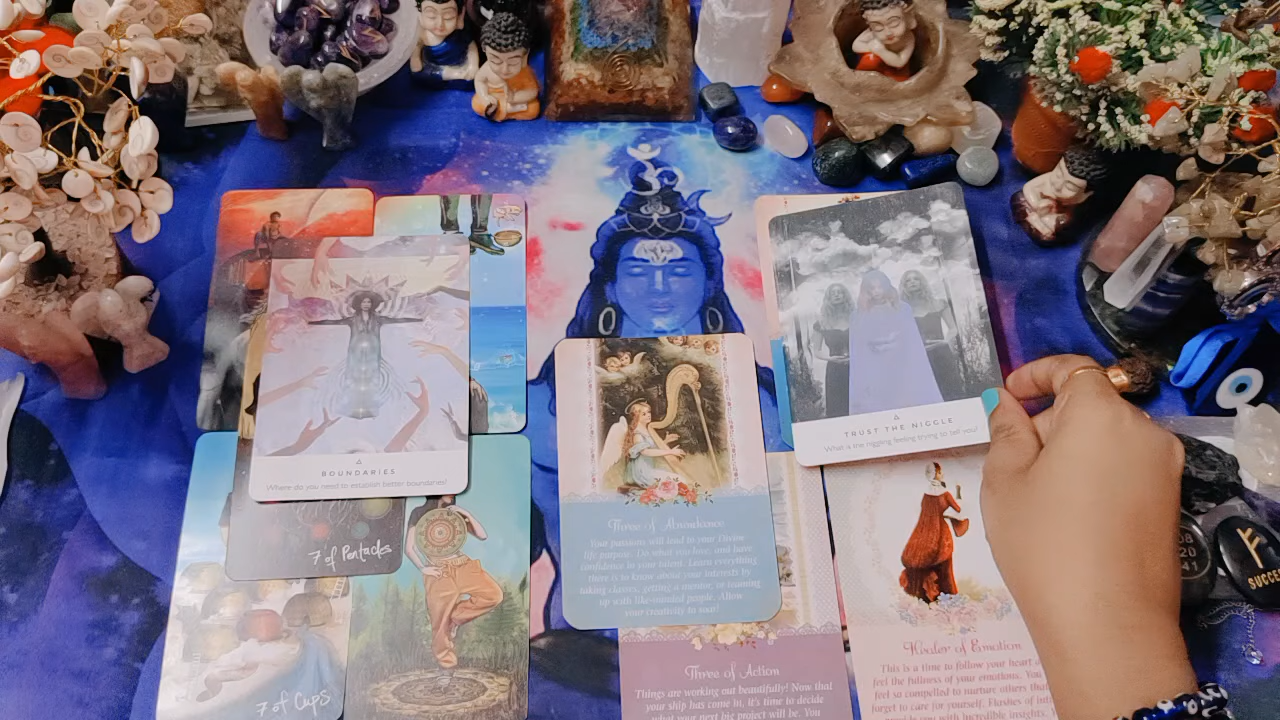 BOUNDARIES
Where do you need to establish better boundaries?
7 of Pentacles
7 of Cups
Three of Abundance
Your passions will lead to your Divine
life purpose. Do what you love, and have
confidence in your talent. Learn everything
there is to know about your interests by
taking classes, getting a mentor, or teaming
up with like-minded people. Allow
your creativity to soar!
Three of Action
Things are working out beautifully! Now that
your ship has come in, it's time to decide
what your next big project will be. You
TRUST THE NIGGLE
What is the niggling feeling trying to tell you?
Healer of Emotion
This is a time to follow your heart
feel the fullness of your emotions. You
feel so compelled to nurture others
forget to care for yourself. Flashes of
you with incredible insights.
08
20
41
SUCCESS